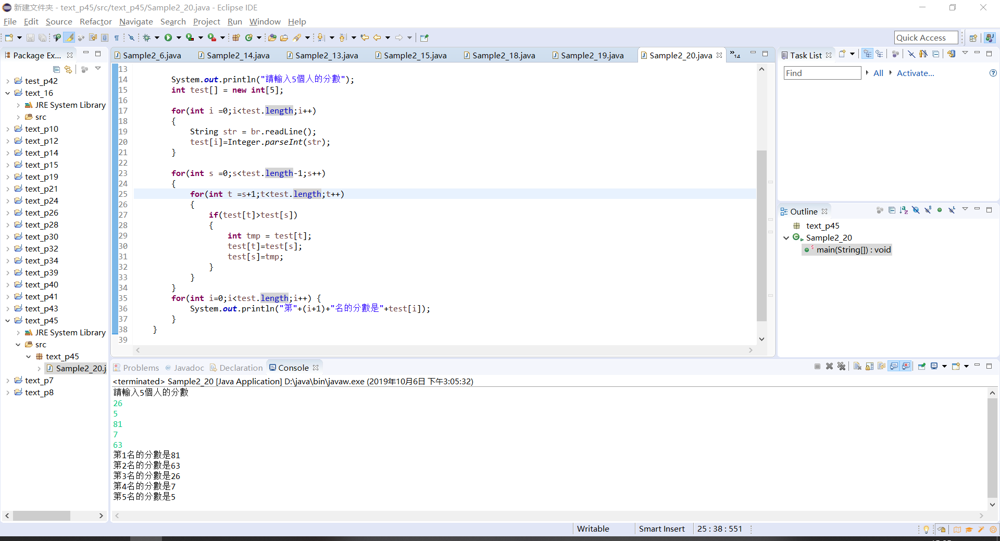 新建文件夹 - text_p45/src/text_p45/Sample2_20.java - Eclipse IDE
File Edit Source Refactor Navigate Search Project Run Window Help
Quick Access
Package Ex...
test_p42
text_16
JRE System Library
src
text_p10
text_p12
text_p14
text_p15
text_p19
text_p21
text_p24
text_p26
text_p28
text_p30
text_p32
text_p34
text_p39
text_p40
text_p41
text_p43
text_p45
JRE System Library
src
text_p45
Sample2_20.j
text_p7
text_p8
Sample2_6.java Sample2_14.java Sample2_13.java Sample2_15.java Sample2_18.java Sample2_19.java Sample2_20.java »14
13
14 System.out.println("請輸入5個人的分數");
15 int test[] = new int[5];
16
17 for(int i =0;i<test.length;i++)
18 {
19 String str = br.readLine();
20 test[i]=Integer.parseInt(str);
21 }
22
23 for(int s =0;s<test.length-1;s++)
24 {
25 for(int t =s+1;t<test.length;t++)
26 {
27 if(test[t]>test[s])
28 {
29 int tmp = test[t];
30 test[t]=test[s];
31 test[s]=tmp;
32 }
33 }
34 }
35 for(int i=0;i<test.length;i++) {
36 System.out.println("第"+(i+1)+"名的分數是"+test[i]);
37 }
38 }
39
Task List
Find All Activate...
Outline
text_p45
Sample2_20
main(String[]) : void
Problems @ Javadoc Declaration Console
<terminated> Sample2_20 [Java Application] D:\java\bin\javaw.exe (2019年10月6日 下午3:05:32)
請輸入5個人的分數
26
5
81
7
63
第1名的分數是81
第2名的分數是63
第3名的分數是26
第4名的分數是7
第5名的分數是5
Writable Smart Insert 25 : 38 : 551